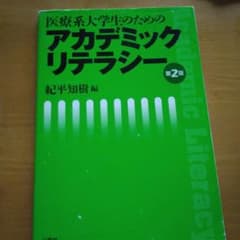 医療系大学生のための
アカデミック
リテラシー
第2版
紀平知樹 編
Academic Literacy